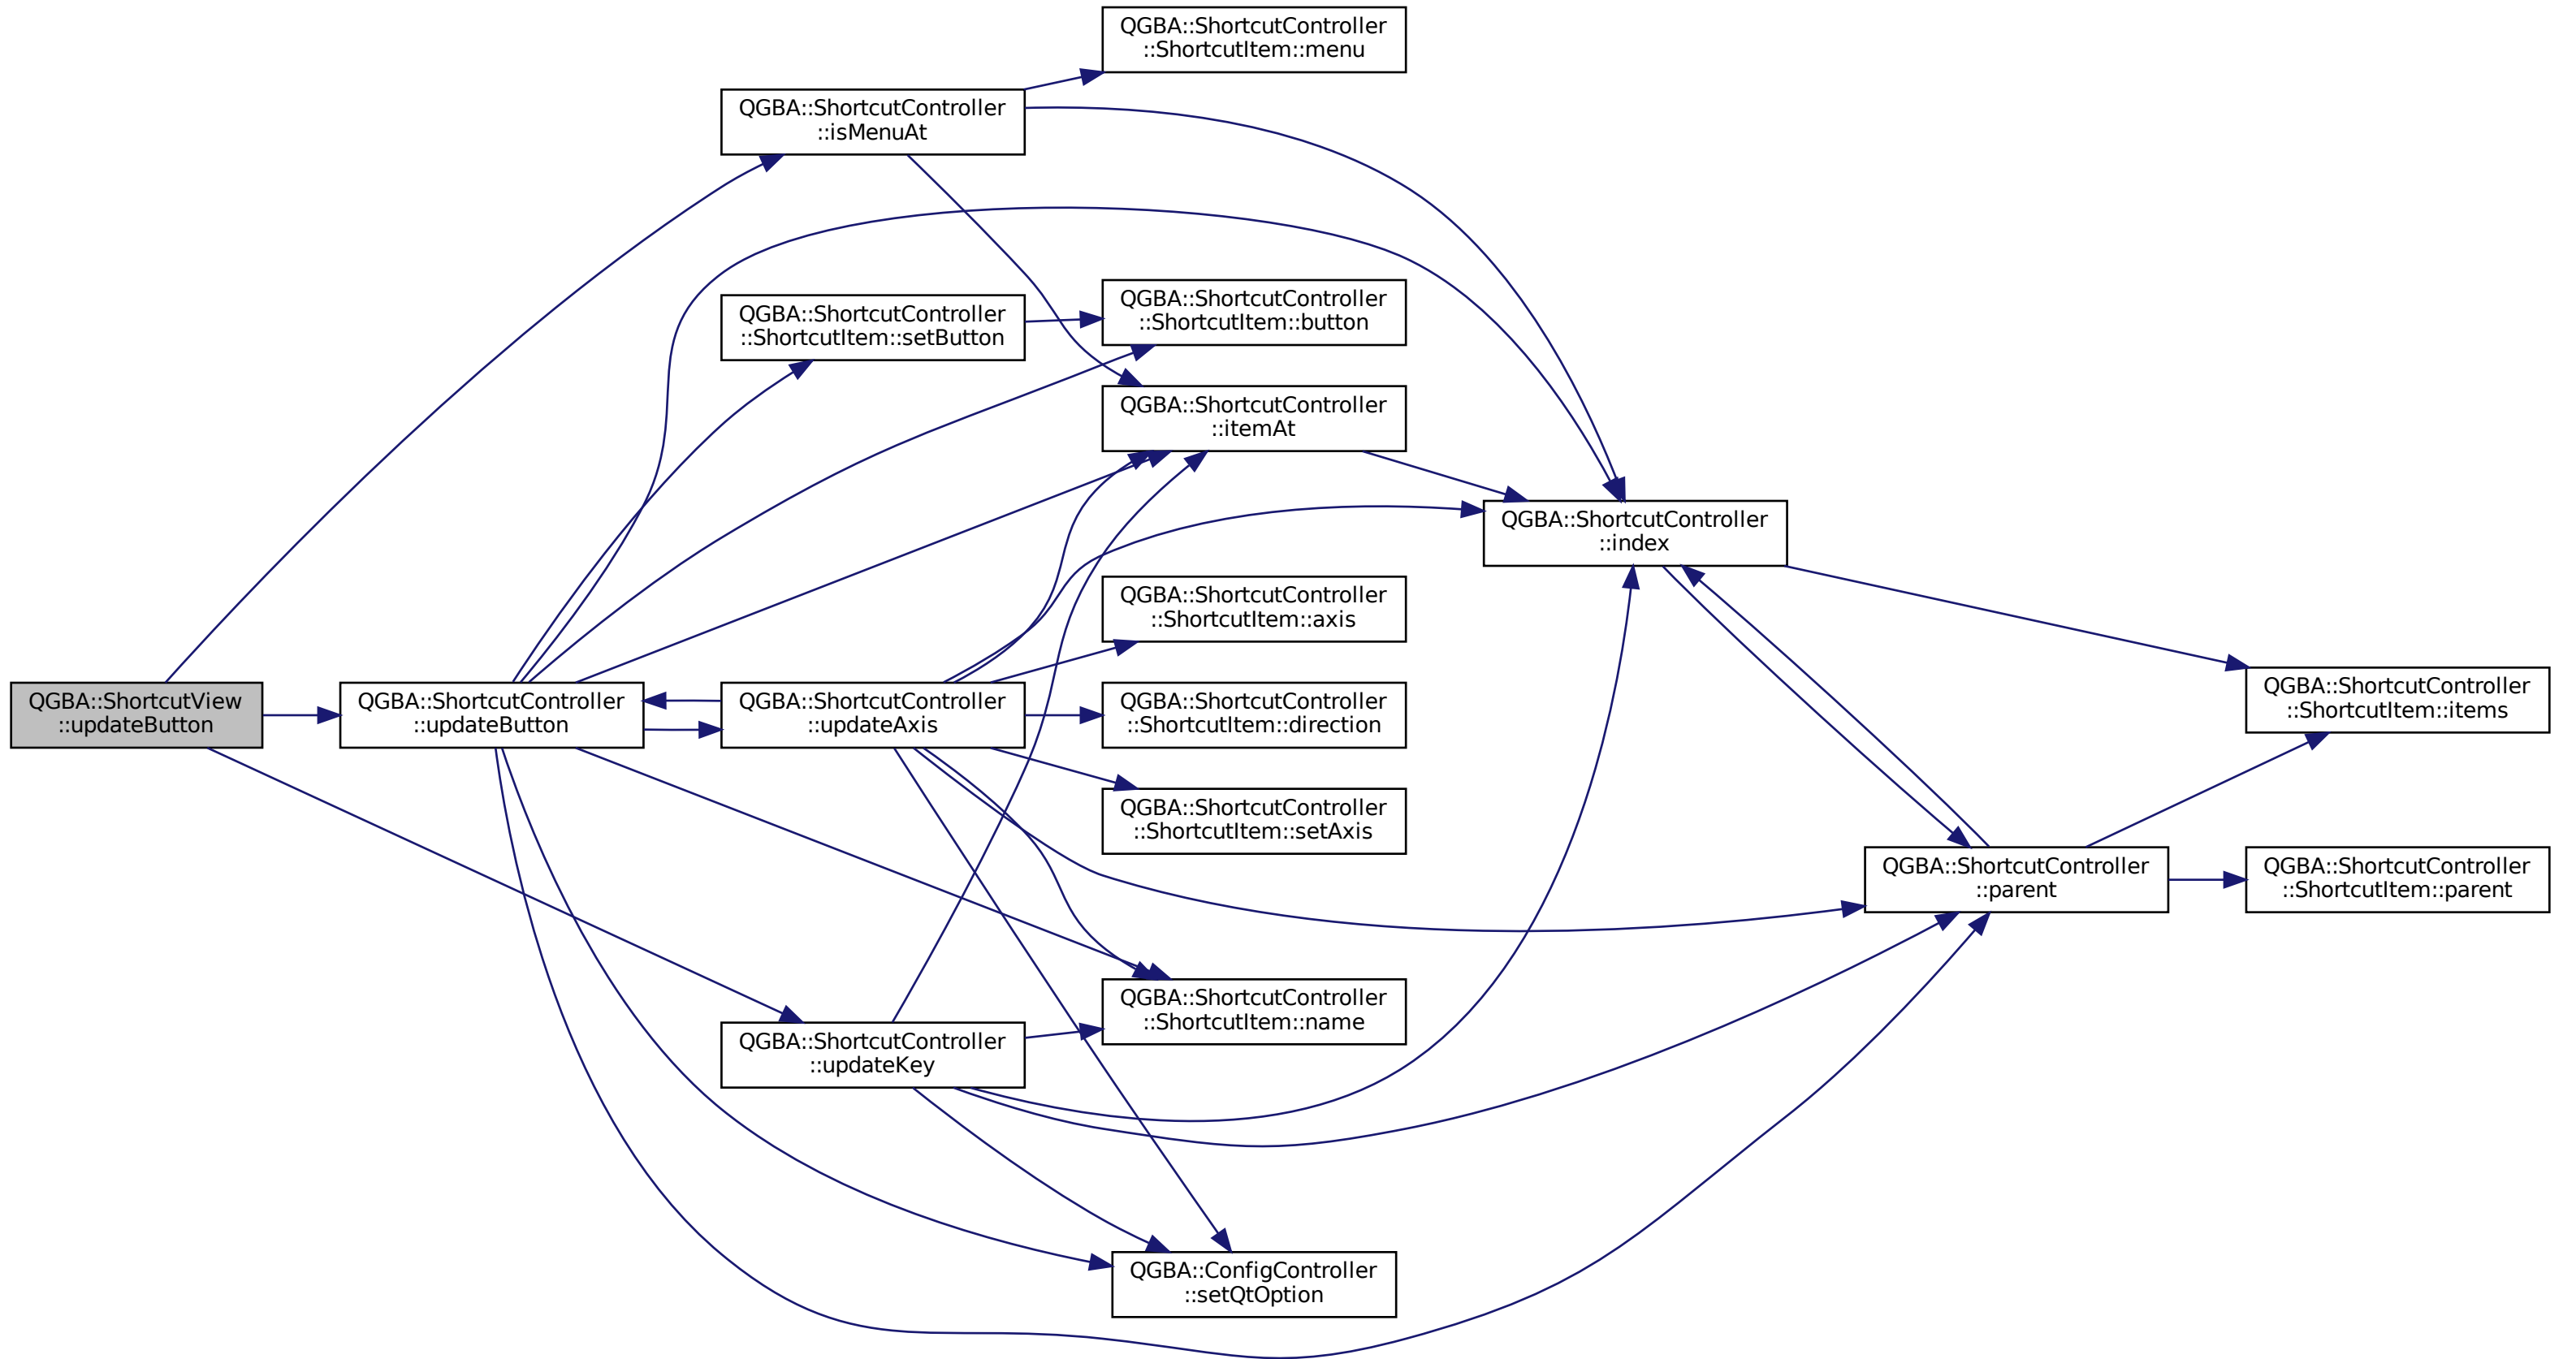 QGBA::ShortcutController
::ShortcutItem::menu
QGBA::ShortcutController
::isMenuAt
QGBA::ShortcutController
::ShortcutItem::button
QGBA::ShortcutController
::ShortcutItem::setButton
QGBA::ShortcutController
::itemAt
QGBA::ShortcutController
::index
QGBA::ShortcutController
::ShortcutItem::axis
QGBA::ShortcutController
::ShortcutItem::items
QGBA::ShortcutView
::updateButton
QGBA::ShortcutController
::updateButton
QGBA::ShortcutController
::updateAxis
QGBA::ShortcutController
::ShortcutItem::direction
QGBA::ShortcutController
::ShortcutItem::setAxis
QGBA::ShortcutController
::parent
QGBA::ShortcutController
::ShortcutItem::parent
QGBA::ShortcutController
::ShortcutItem::name
QGBA::ShortcutController
::updateKey
QGBA::ConfigController
::setQtOption